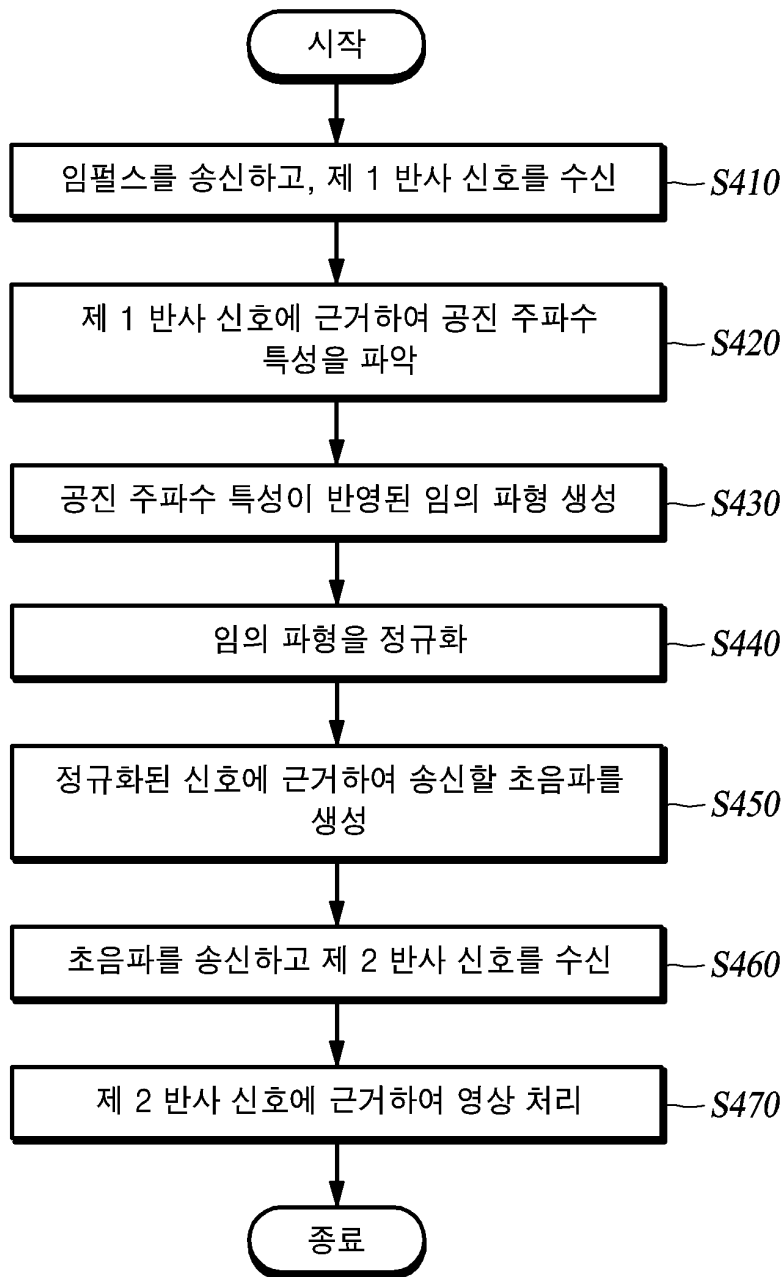 시작
임펄스를 송신하고, 제 1 반사 신호를 수신
S410
제 1 반사 신호에 근거하여 공진 주파수
특성을 파악
S420
공진 주파수 특성이 반영된 임의 파형 생성
S430
임의 파형을 정규화
S440
정규화된 신호에 근거하여 송신할 초음파를
생성
S450
초음파를 송신하고 제 2 반사 신호를 수신
S460
제 2 반사 신호에 근거하여 영상 처리
S470
종료